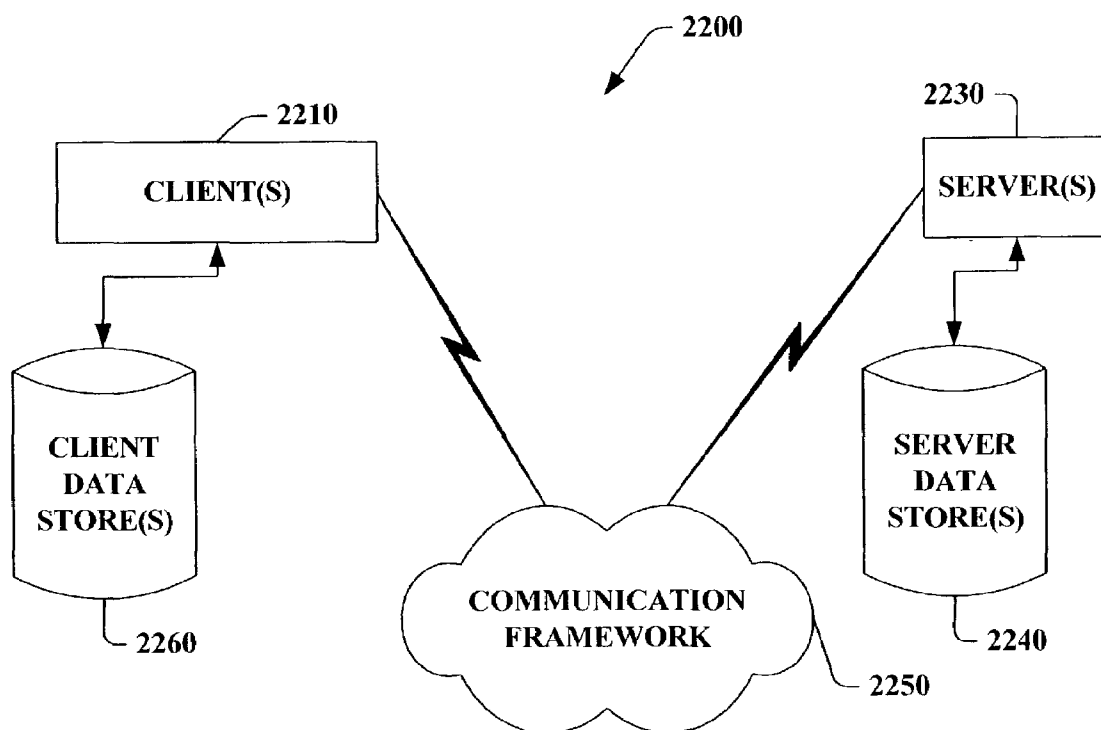 2200
2210
2230
CLIENT(S)
SERVER(S)
CLIENT
DATA
STORE(S)
SERVER
DATA
STORE(S)
COMMUNICATION
FRAMEWORK
2260
2240
2250